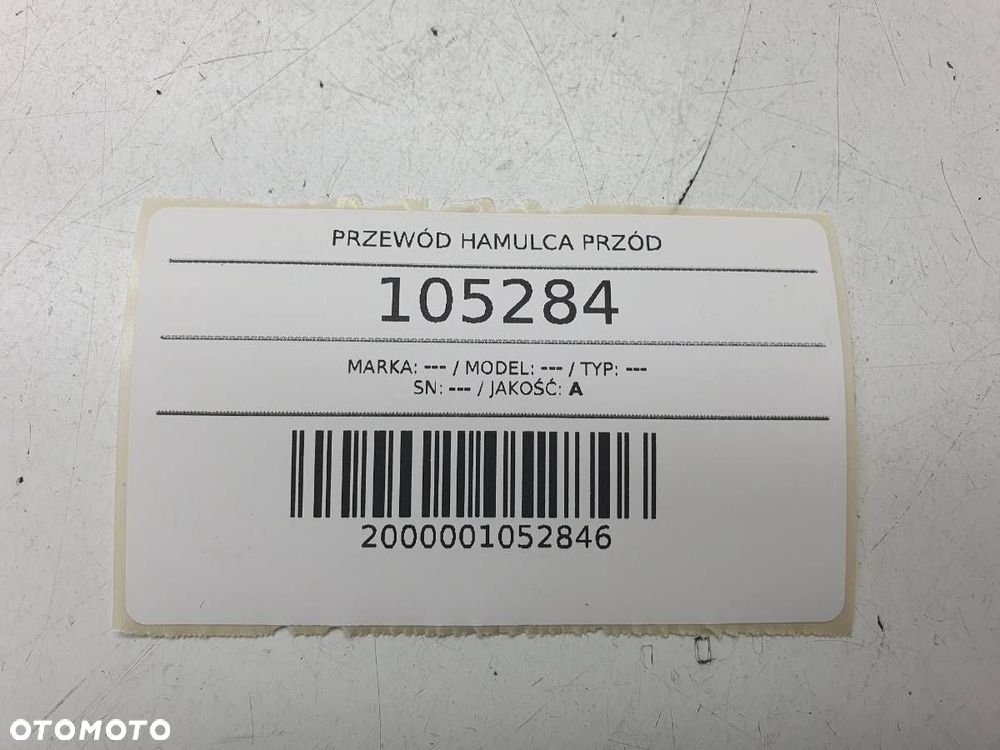 PRZEWÓD HAMULCA PRZÓD
105284
MARKA: --- / MODEL: --- / TYP: ---
SN: --- / JAKOŚĆ: A
2000001052846
OTOMOTO